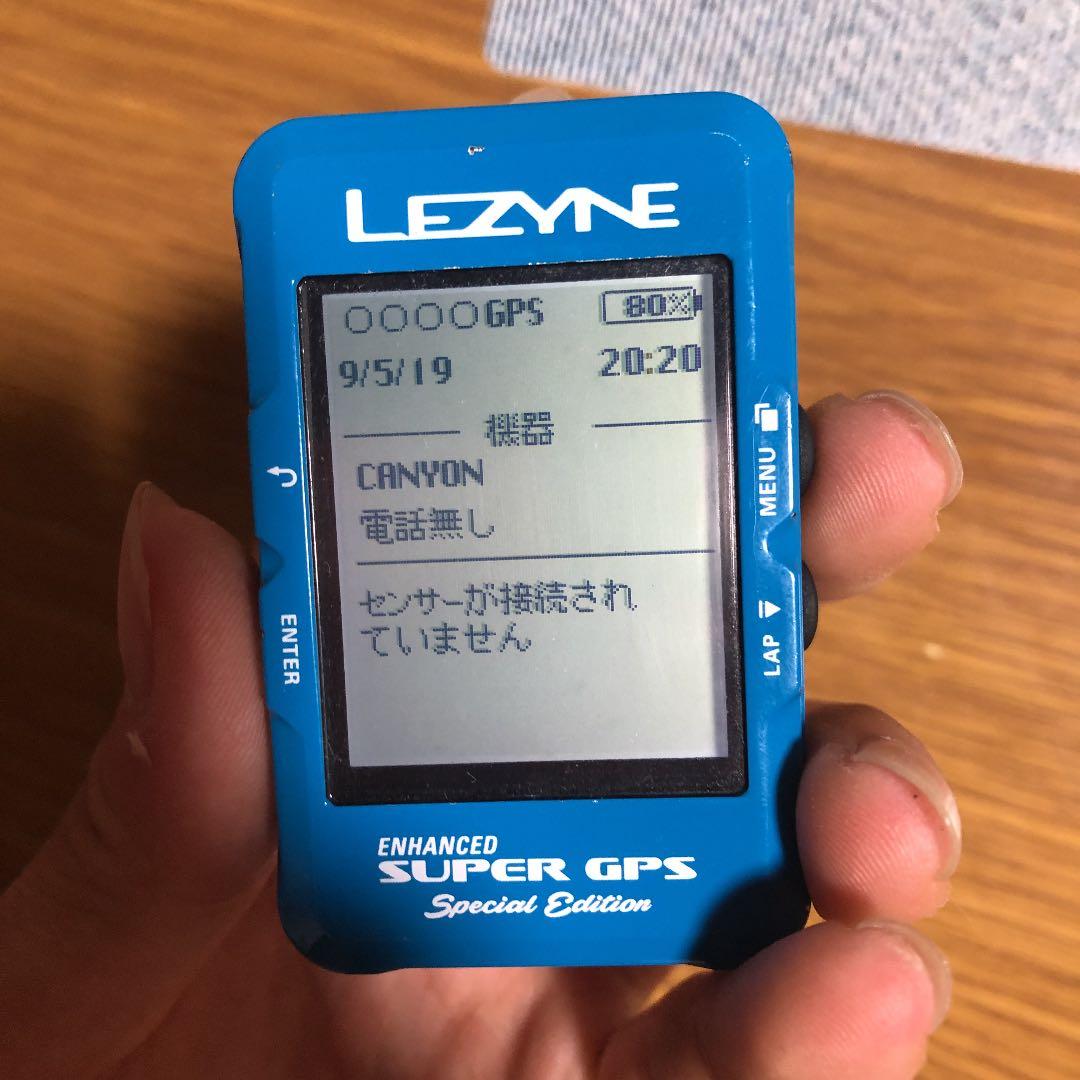 LEZYNE
○○○○GPS 80%
9/5/19 20:20
機器
CANYON
電話無し
センサーが接続され
ていません
MENU
LAP
ENTER
ENHANCED
SUPER GPS
Special Edition